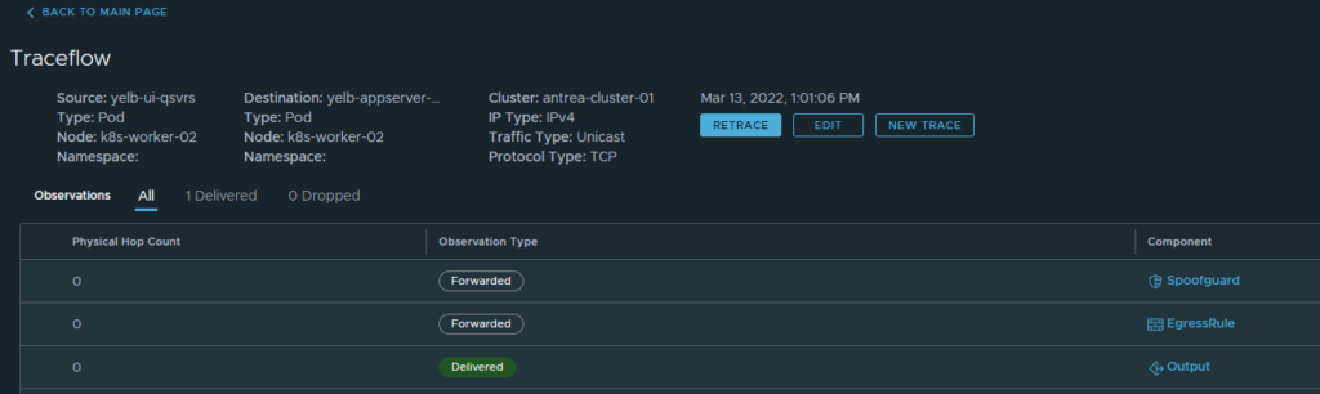 BACK TO MAIN PAGE
Traceflow
Source: yelb-ui-qsvrs Destination: yelb-appserver-... Cluster: antrea-cluster-01 Mar 13, 2022, 1:01:06 PM
Type: Pod Type: Pod IP Type: IPv4
RETRACE EDIT NEW TRACE
Node: k8s-worker-02 Node: k8s-worker-02 Traffic Type: Unicast
Namespace: Namespace: Protocol Type: TCP
Observations All 1 Delivered 0 Dropped
Physical Hop Count Observation Type Component
0 Forwarded Spoofguard
0 Forwarded EgressRule
0 Delivered Output